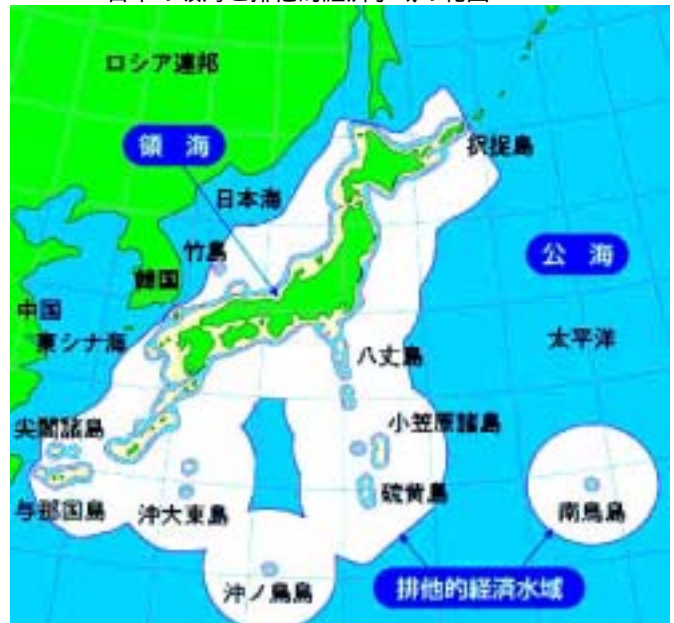 ロシア連邦
領 海
択捉島
日本海
竹島
公 海
韓国
中国
東シナ海
太平洋
八丈島
尖閣諸島
小笠原諸島
硫黄島
与那国島
沖大東島
南鳥島
沖ノ鳥島
排他的経済水域